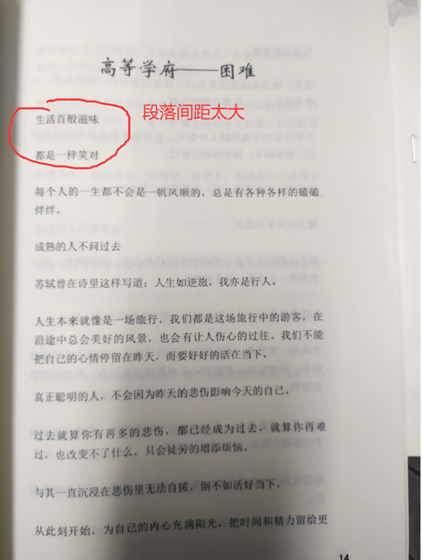 高等学府——困难
生活百般滋味
段落间距太大
都是一样笑对
每个人的一生都不会是一帆风顺的，总是有各种各样的磕磕
绊绊。
成熟的人不问过去
苏轼曾在诗里这样写道：人生如逆旅，我亦是行人。
人生本来就像是一场旅行，我们都是这场旅行中的游客，在
沿途中总会美好的风景，也会有让人伤心的过往。我们不能
把自己的心情停留在昨天，而要好好的活在当下。
真正聪明的人，不会因为昨天的悲伤影响今天的自己。
过去就算你有再多的悲伤，都已经成为过去，就算你再难
过，也改变不了什么，只会徒劳的增添烦恼。
与其一直沉浸在悲伤里无法自拔，倒不如活好当下。
从此刻开始，为自己的内心充满阳光，把时间和精力留给更
14